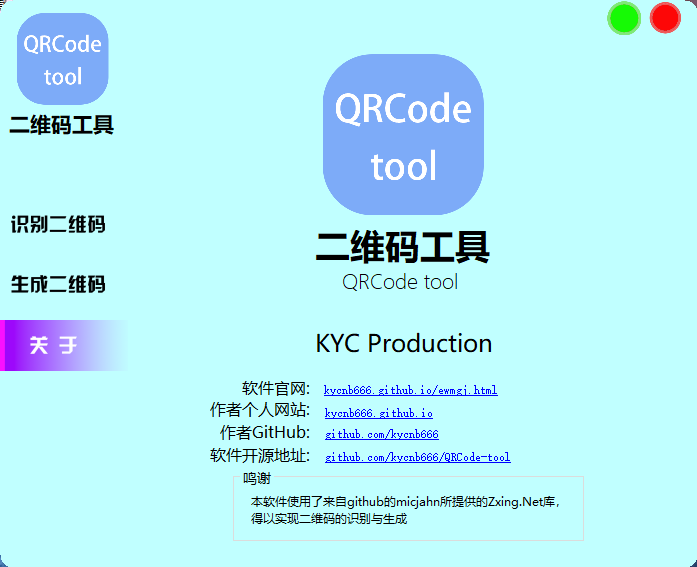 QRCode
tool
二维码工具
识别二维码
生成二维码
关 于
QRCode
tool
二维码工具
QRCode tool
KYC Production
软件官网: kycnb666.github.io/ewmgj.html
作者个人网站: kycnb666.github.io
作者GitHub: github.com/kycnb666
软件开源地址: github.com/kycnb666/QRCode-tool
鸣谢
本软件使用了来自github的micjahn所提供的Zxing.Net库，
得以实现二维码的识别与生成